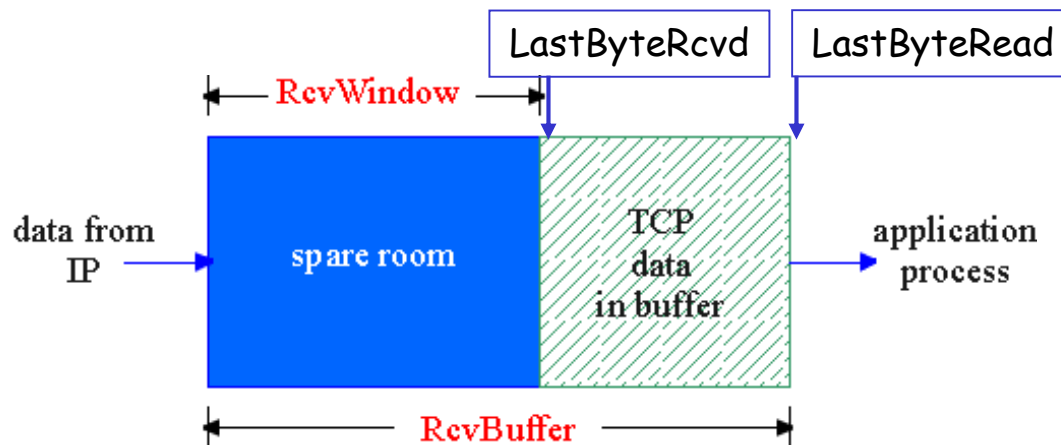 LastByteRcvd
LastByteRead
RcvWindow
data from
IP
spare room
TCP
data
in buffer
application
process
RcvBuffer